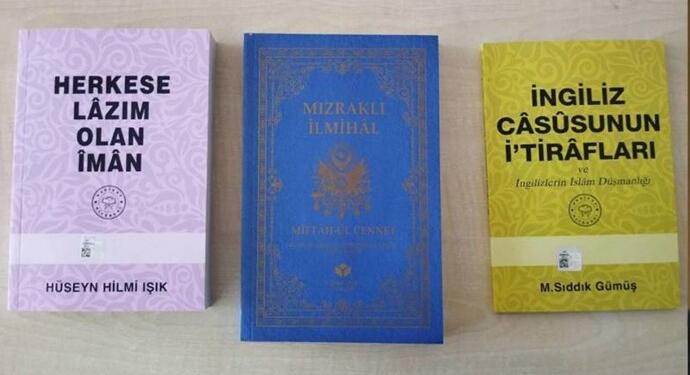 HERKESE
LÂZIM
OLAN
ÎMÂN
HÜSEYN HİLMİ IŞIK
MIZRAKLI
İLMİHÂL
MİFTÂH-UL CENNET
İNGİLİZ
CÂSÛSUNUN
İ'TİRÂFLARI
ve
İngilizlerin İslâm Düşmanlığı
M.Sıddık Gümüş